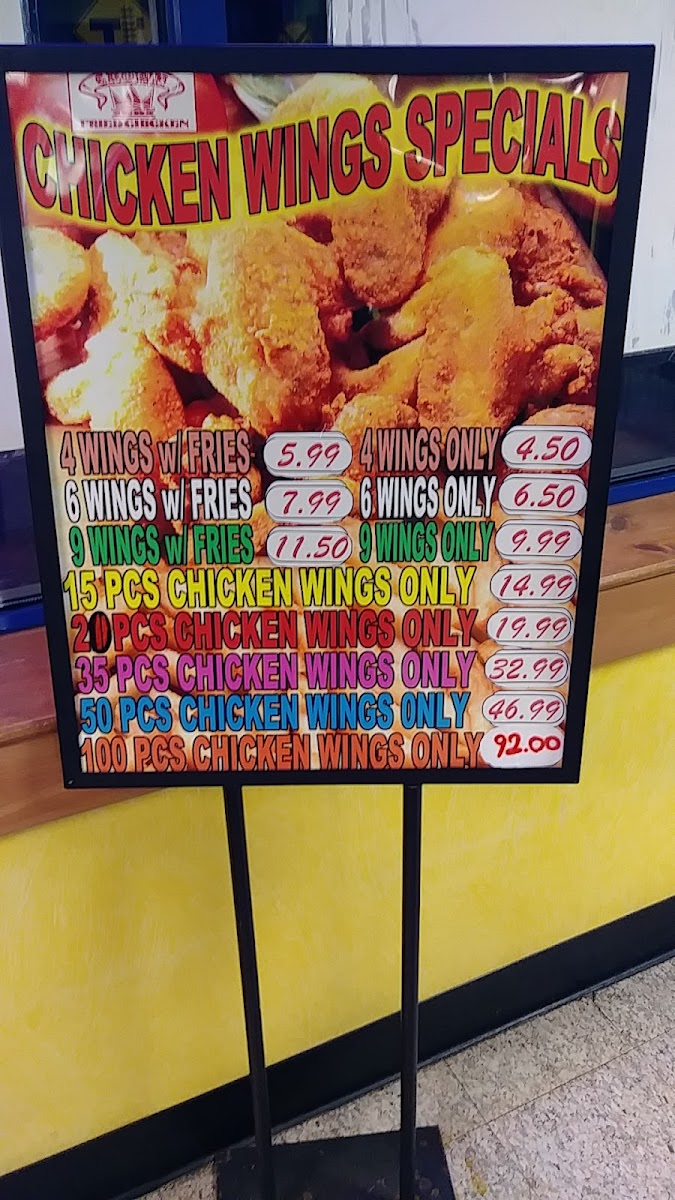 FRIED CHICKEN
CHICKEN WINGS SPECIALS
4 WINGS w/ FRIES 5.99 4 WINGS ONLY 4.50
6 WINGS w/ FRIES 7.99 6 WINGS ONLY 6.50
9 WINGS w/ FRIES 11.50 9 WINGS ONLY 9.99
15 PCS CHICKEN WINGS ONLY 14.99
20 PCS CHICKEN WINGS ONLY 19.99
35 PCS CHICKEN WINGS ONLY 32.99
50 PCS CHICKEN WINGS ONLY 46.99
100 PCS CHICKEN WINGS ONLY 92.00